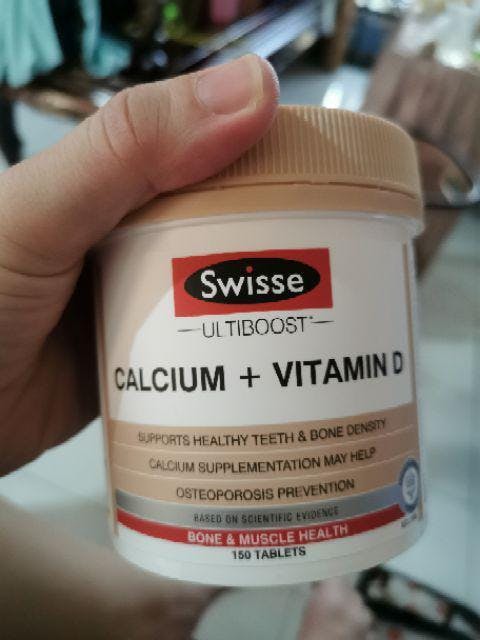 Swisse
ULTIBOOST
CALCIUM + VITAMIN D
SUPPORTS HEALTHY TEETH & BONE DENSITY
CALCIUM SUPPLEMENTATION MAY HELP
OSTEOPOROSIS PREVENTION
BASED ON SCIENTIFIC EVIDENCE
BONE & MUSCLE HEALTH
150 TABLETS